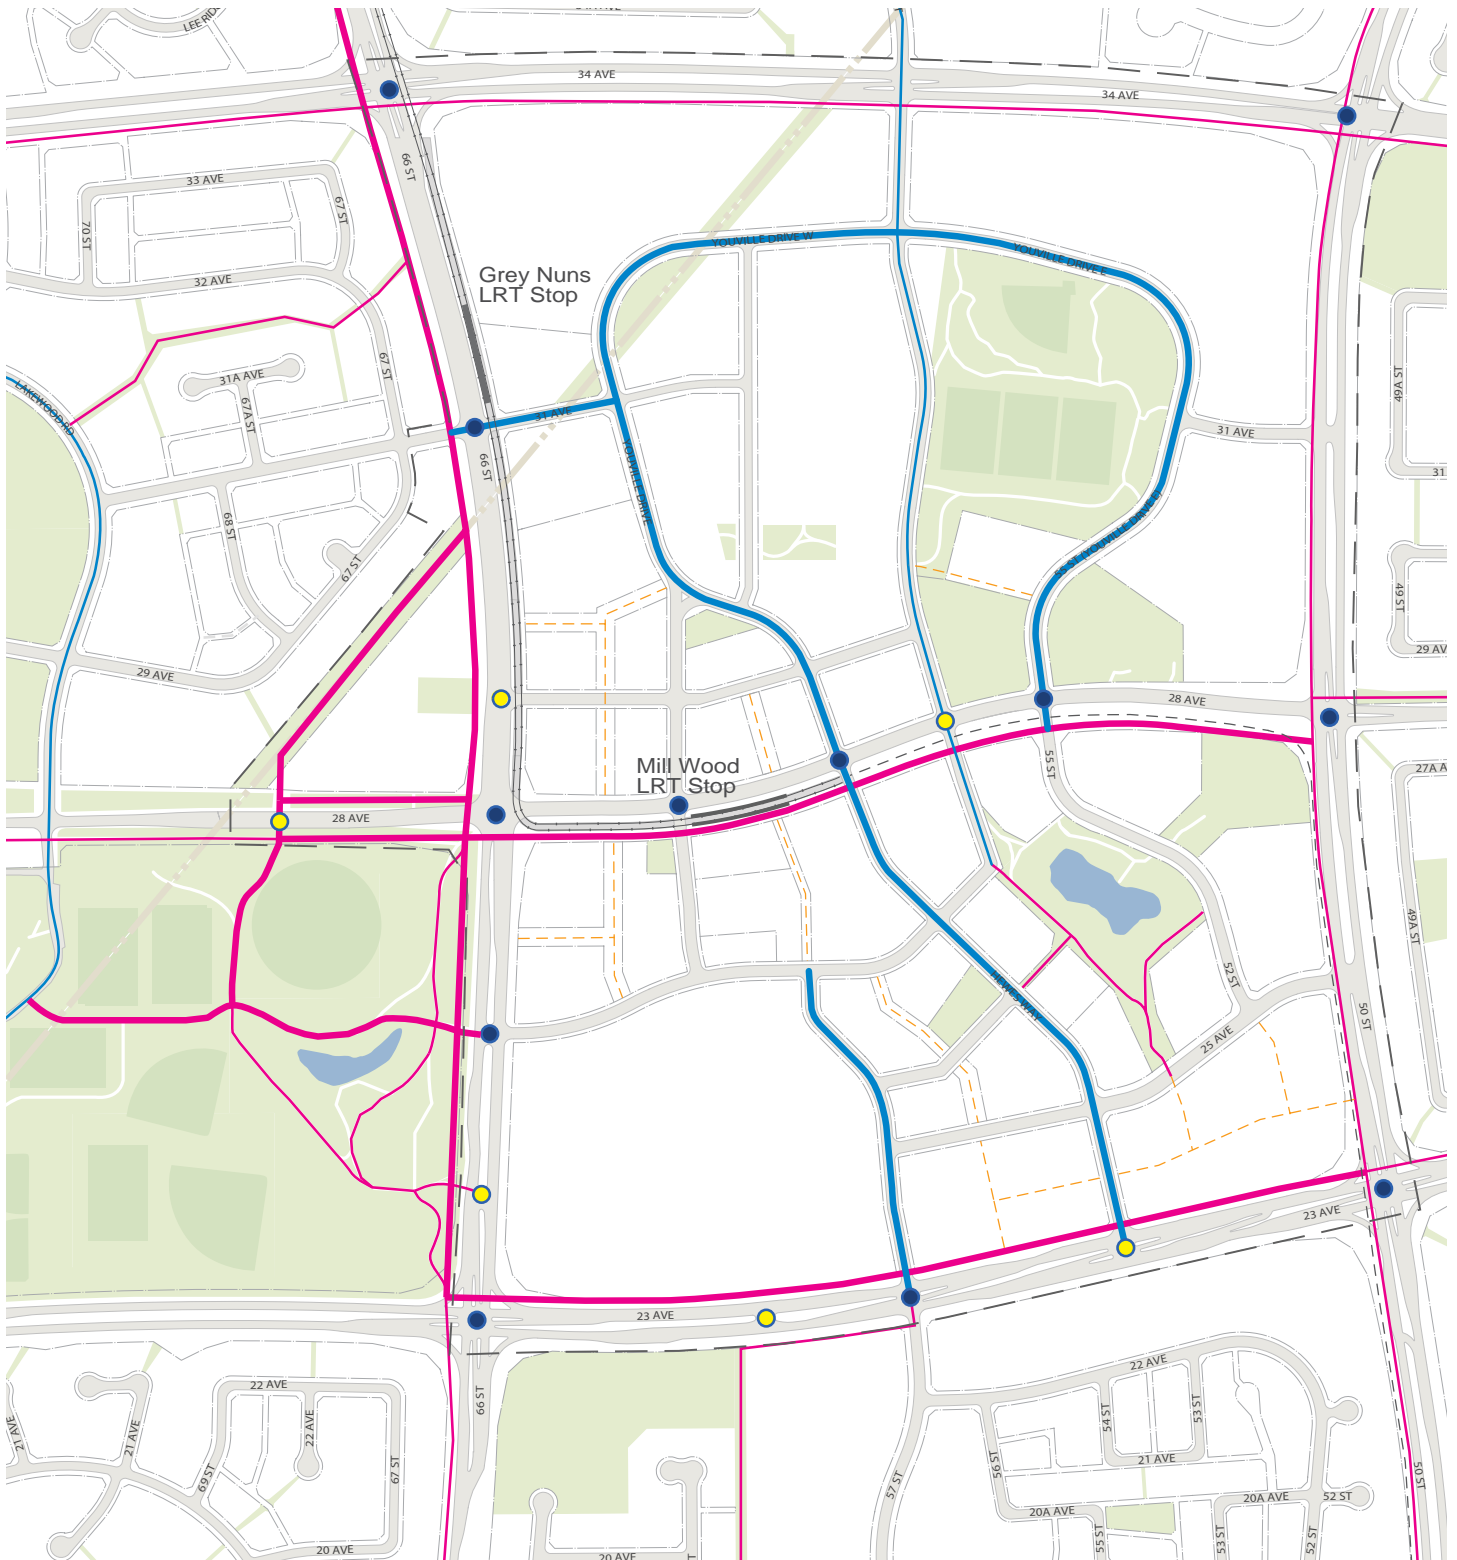 LEE RID
34 AVE
34 AVE
66 ST
33 AVE
67 ST
70 ST
32 AVE
YOUVILLE DRIVE W
YOUVILLE DRIVE E
Grey Nuns
LRT Stop
67 ST
31A AVE
67A ST
LAKEWOOD RD
49A ST
31 AVE
31 AVE
66 ST
31
YOUVILLE DRIVE
68 ST
67 ST
55 ST (YOUVILLE DRIVE E)
49 ST
29 AVE
29 AV
28 AVE
Mill Wood
LRT Stop
55 ST
27A A
28 AVE
49A ST
52 ST
HEWES WAY
50 ST
25 AVE
23 AVE
23 AVE
22 AVE
22 AVE
66 ST
21 AVE
21 AVE
22 AVE
54 ST
53 ST
69 ST
67 ST
56 ST
21 AVE
50 ST
57 ST
20A AVE
20A AVE
52 ST
55 ST
53 ST
52 ST
20 AVE
20 AVE